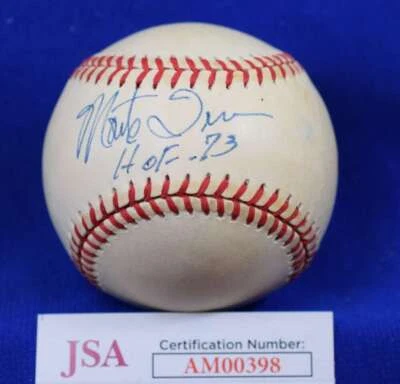 Monte Irvin
HOF-73
JSA
Certification Number:
AM00398